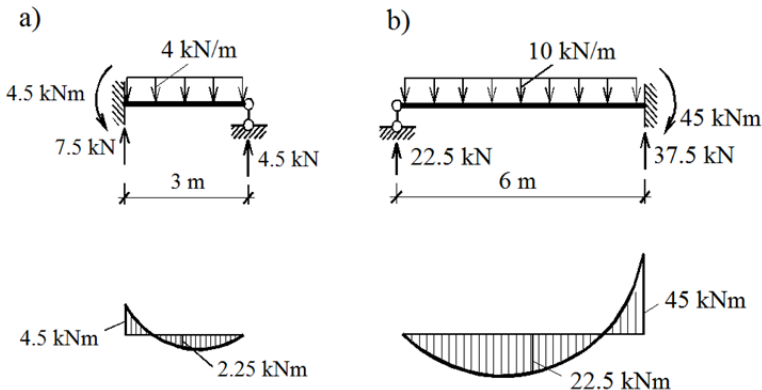 a)
4 kN/m
4.5 kNm
7.5 kN
4.5 kN
3 m
4.5 kNm
2.25 kNm
b)
10 kN/m
45 kNm
22.5 kN
37.5 kN
6 m
45 kNm
22.5 kNm